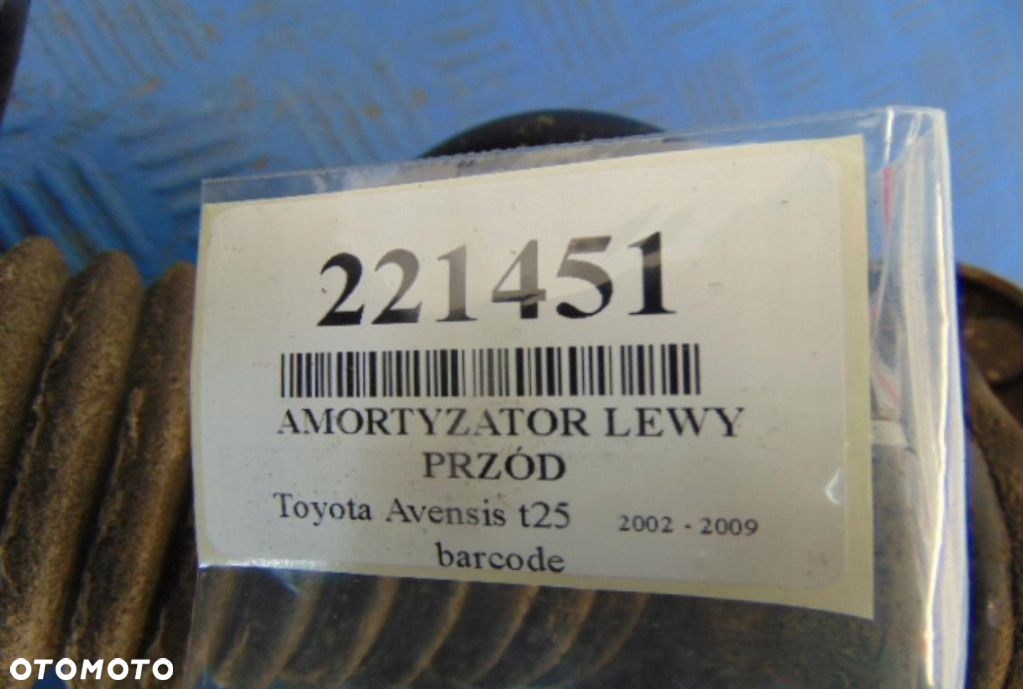 221451
AMORTYZATOR LEWY
PRZÓD
Toyota Avensis t25 2002 - 2009
barcode
OTOMOTO